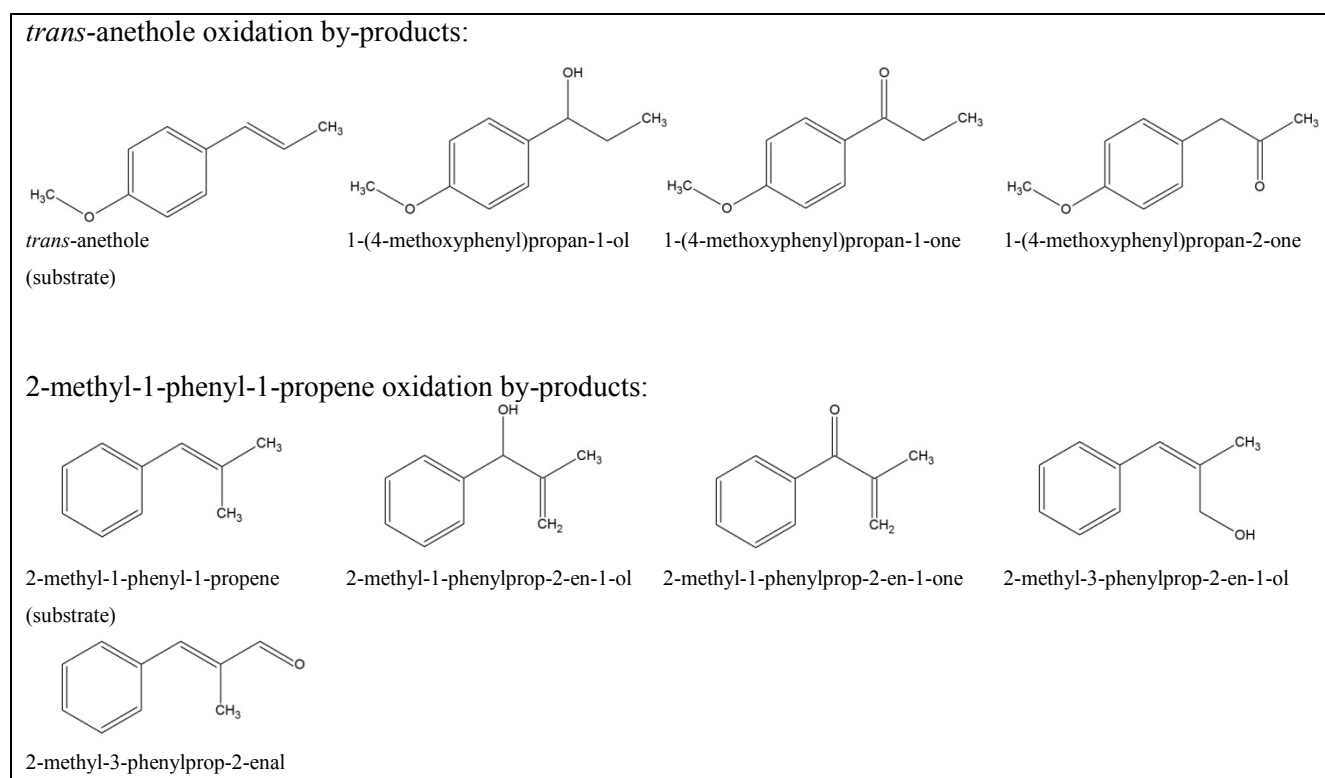 trans-anethole oxidation by-products:
OH
O
CH3
CH3
CH3
CH3
H3C
O
H3C
O
H3C
O
H3C
O
O
trans-anethole
1-(4-methoxyphenyl)propan-1-ol
1-(4-methoxyphenyl)propan-1-one
1-(4-methoxyphenyl)propan-2-one
(substrate)
2-methyl-1-phenyl-1-propene oxidation by-products:
OH
O
CH3
CH3
CH3
CH3
CH3
CH2
CH2
OH
2-methyl-1-phenyl-1-propene
2-methyl-1-phenylprop-2-en-1-ol
2-methyl-1-phenylprop-2-en-1-one
2-methyl-3-phenylprop-2-en-1-ol
(substrate)
O
CH3
2-methyl-3-phenylprop-2-enal